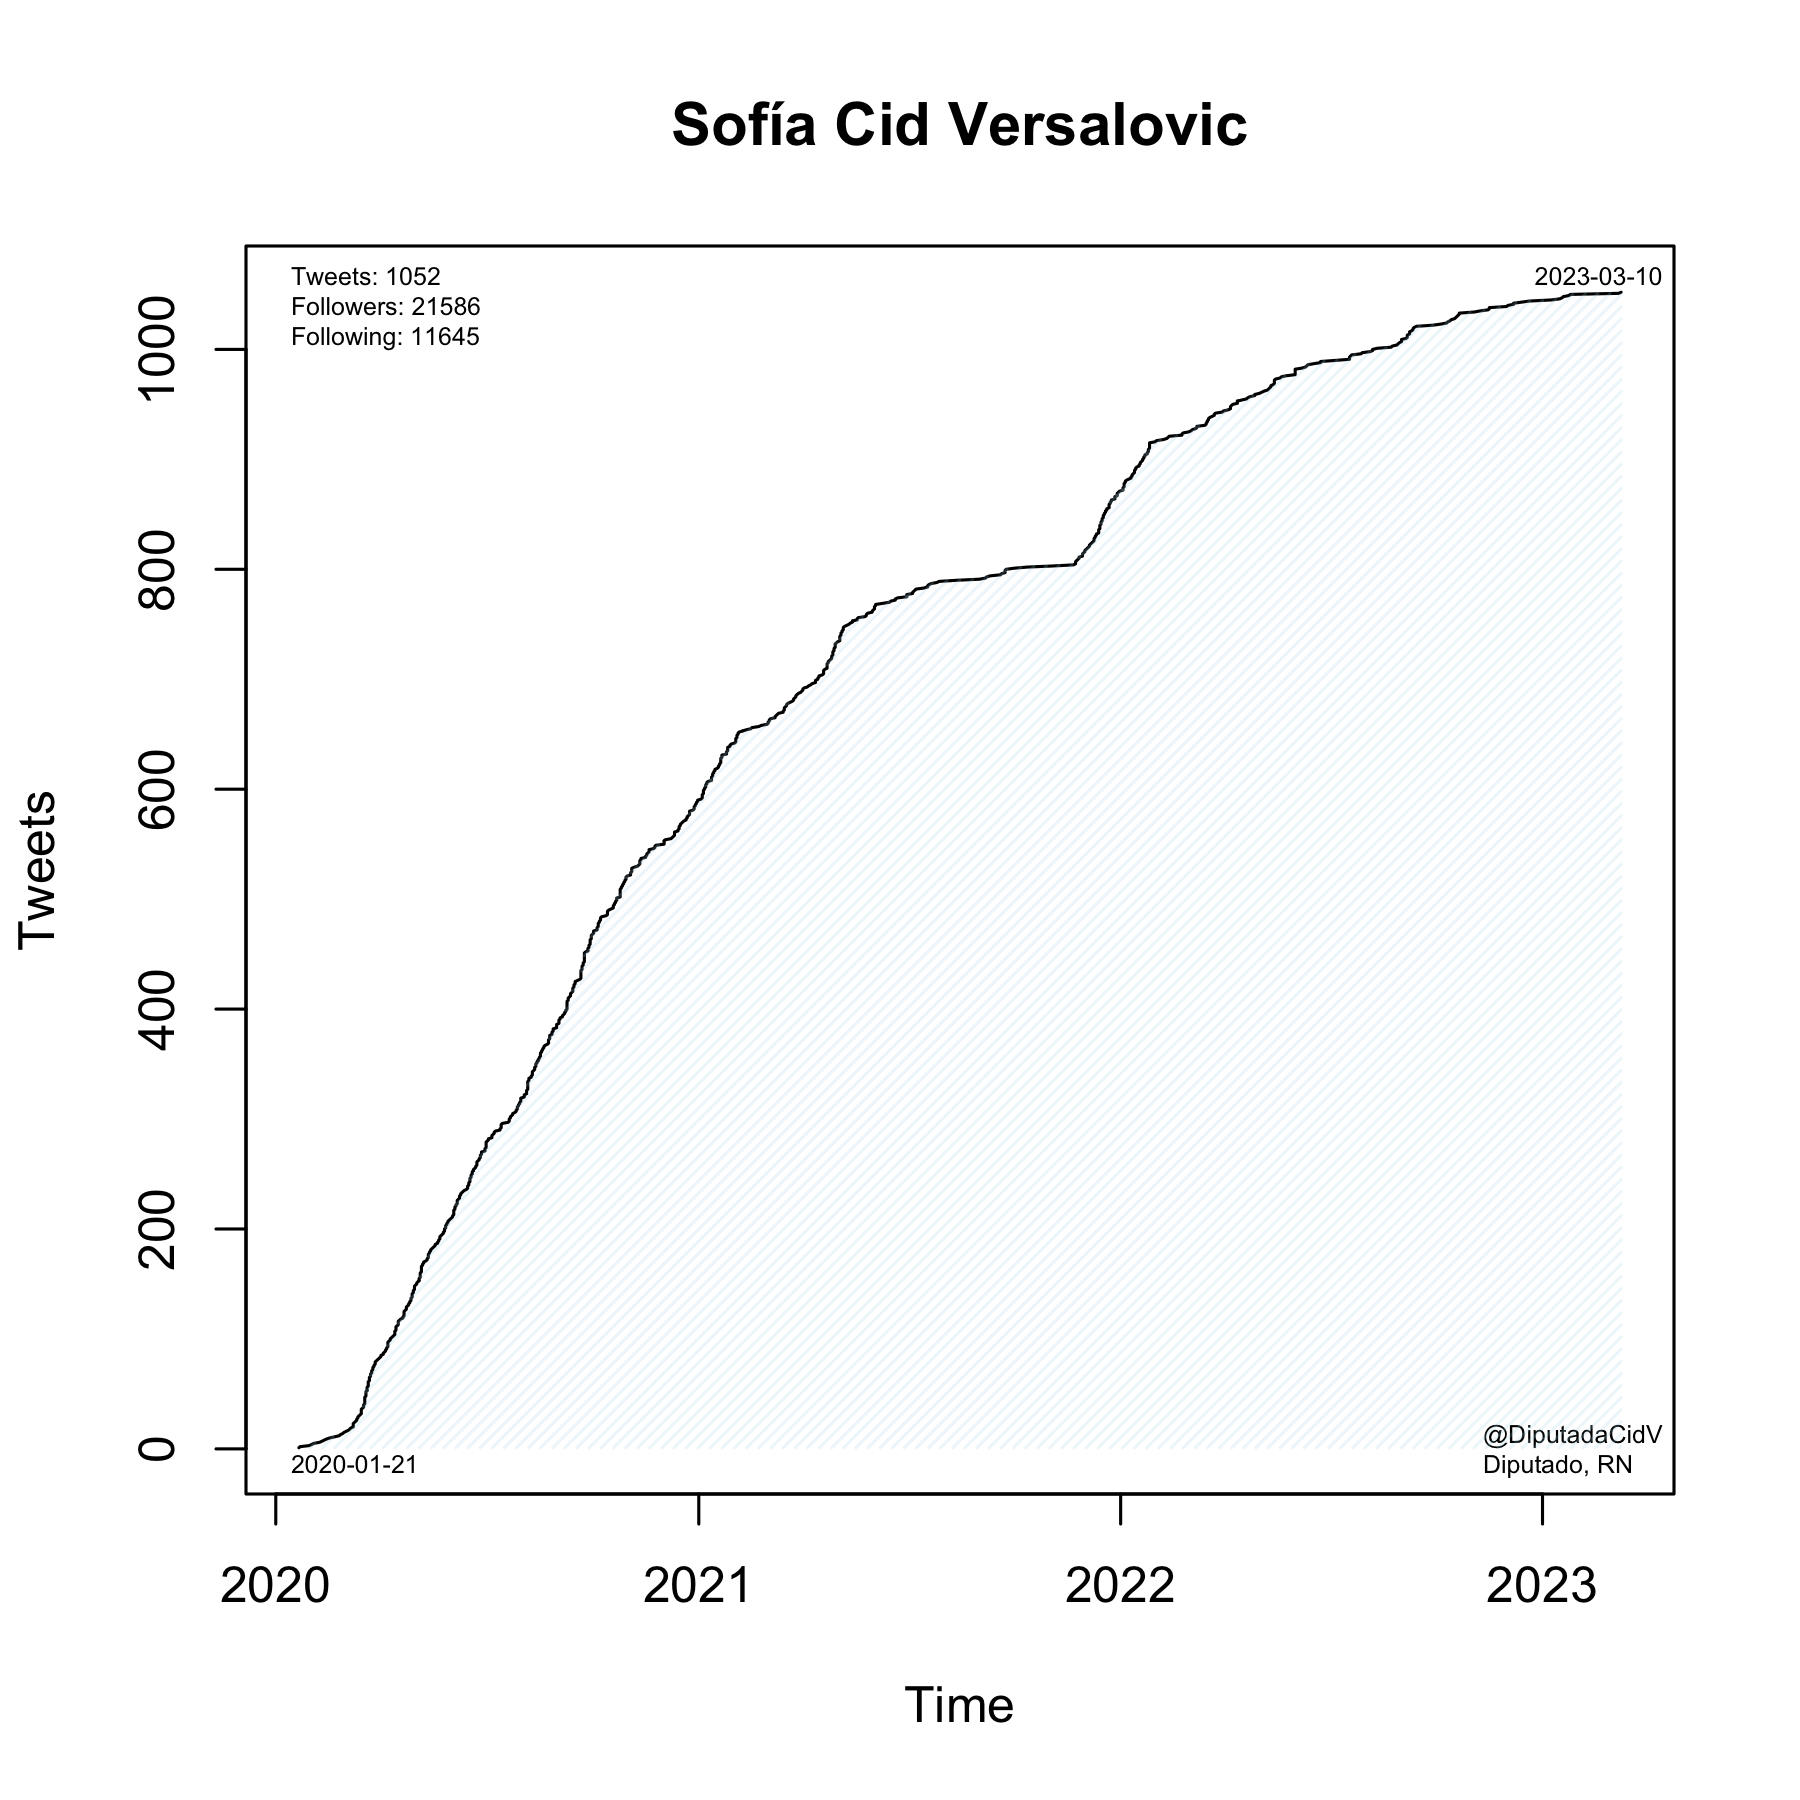 Sofía Cid Versalovic
Tweets: 1052
Followers: 21586
Following: 11645
2023-03-10
1000
800
600
400
200
0
Tweets
2020-01-21
@DiputadaCidV
Diputado, RN
2020
2021
2022
2023
Time